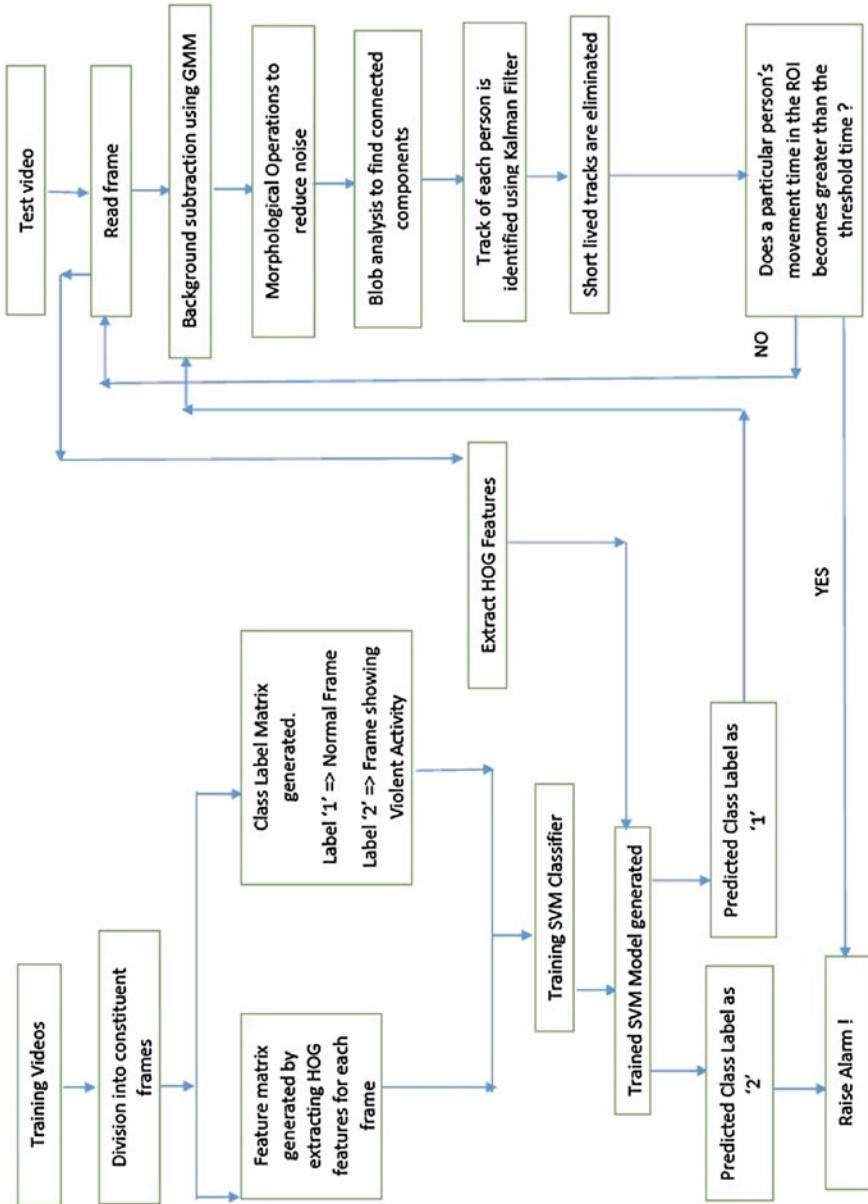 Training Videos
Division into constituent
frames
Feature matrix
generated by
extracting HOG
features for each
frame
Class Label Matrix
generated.
Label ‘1’ => Normal Frame
Label ‘2’ => Frame showing
Violent Activity
Training SVM Classifier
Trained SVM Model generated
Predicted Class Label as
‘2’
Predicted Class Label as
‘1’
Raise Alarm !
Extract HOG Features
Test video
Read frame
Background subtraction using GMM
Morphological Operations to
reduce noise
Blob analysis to find connected
components
Track of each person is
identified using Kalman Filter
Short lived tracks are eliminated
Does a particular person’s
movement time in the ROI
becomes greater than the
threshold time ?
NO
YES